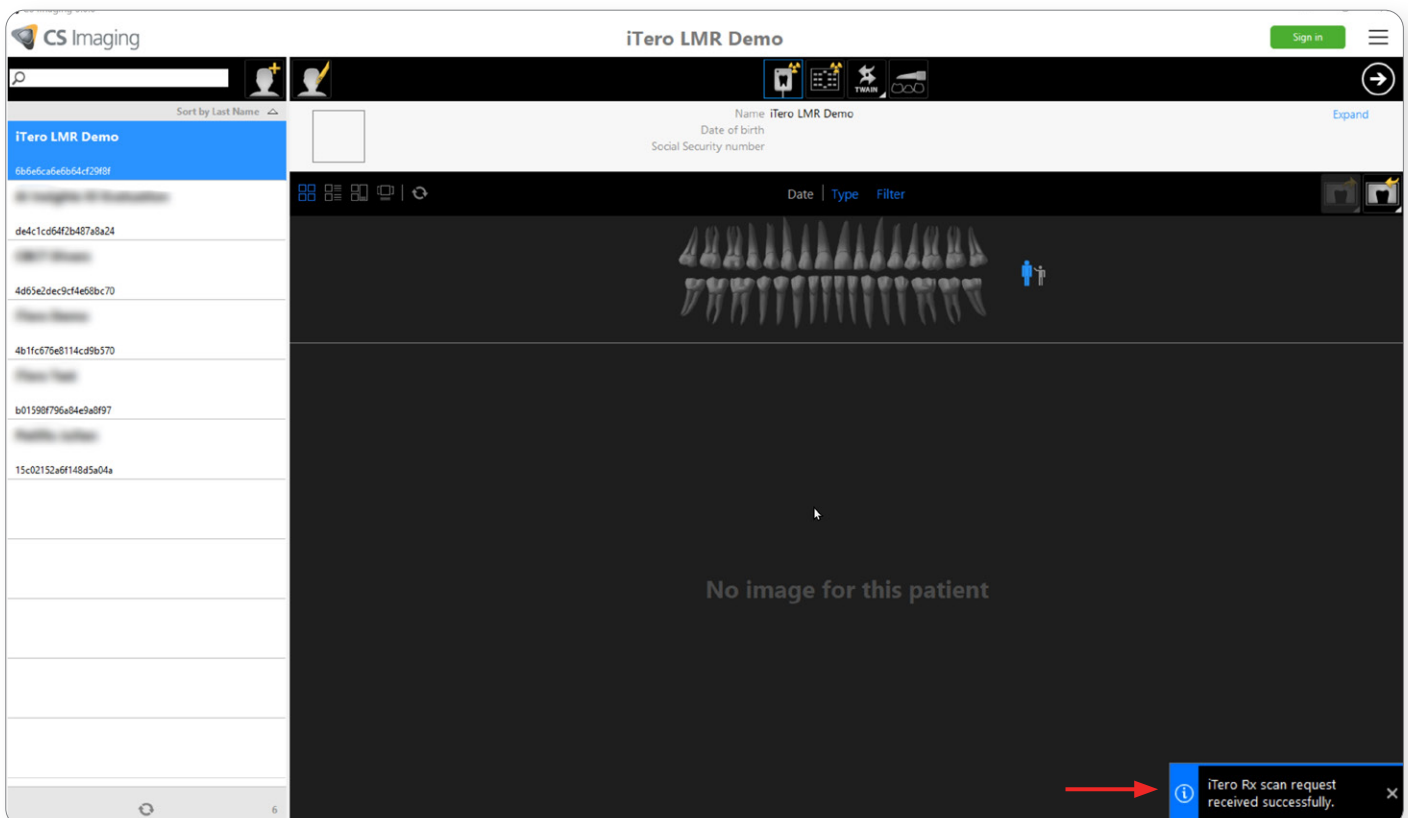 CS Imaging
iTero LMR Demo
Sign in
TWAIN
Sort by Last Name
Name iTero LMR Demo
Date of birth
Social Security number
Expand
iTero LMR Demo
6b6e6ca6e6b64cf29f8f
Date Type Filter
de4c1cd64f2b487a8a24
4d65e2dec9cf4e68bc70
4b1fc676e8114cd9b570
b01598f796a84e9a8f97
15c02152a6f148d5a04a
No image for this patient
iTero Rx scan request
received successfully.
6